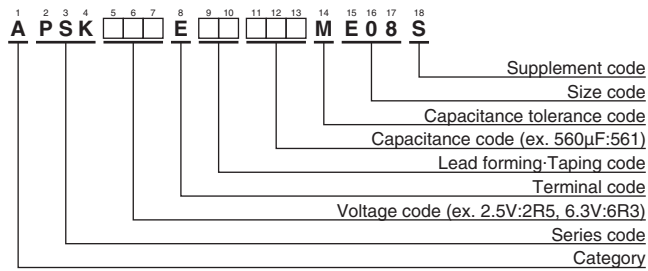 1 2 3 4 5 6 7 8 9 10 11 12 13 14 15 16 17 18
A PSK □□□ E □□ □□□ M E08 S
Supplement code
Size code
Capacitance tolerance code
Capacitance code (ex. 560µF:561)
Lead forming·Taping code
Terminal code
Voltage code (ex. 2.5V:2R5, 6.3V:6R3)
Series code
Category